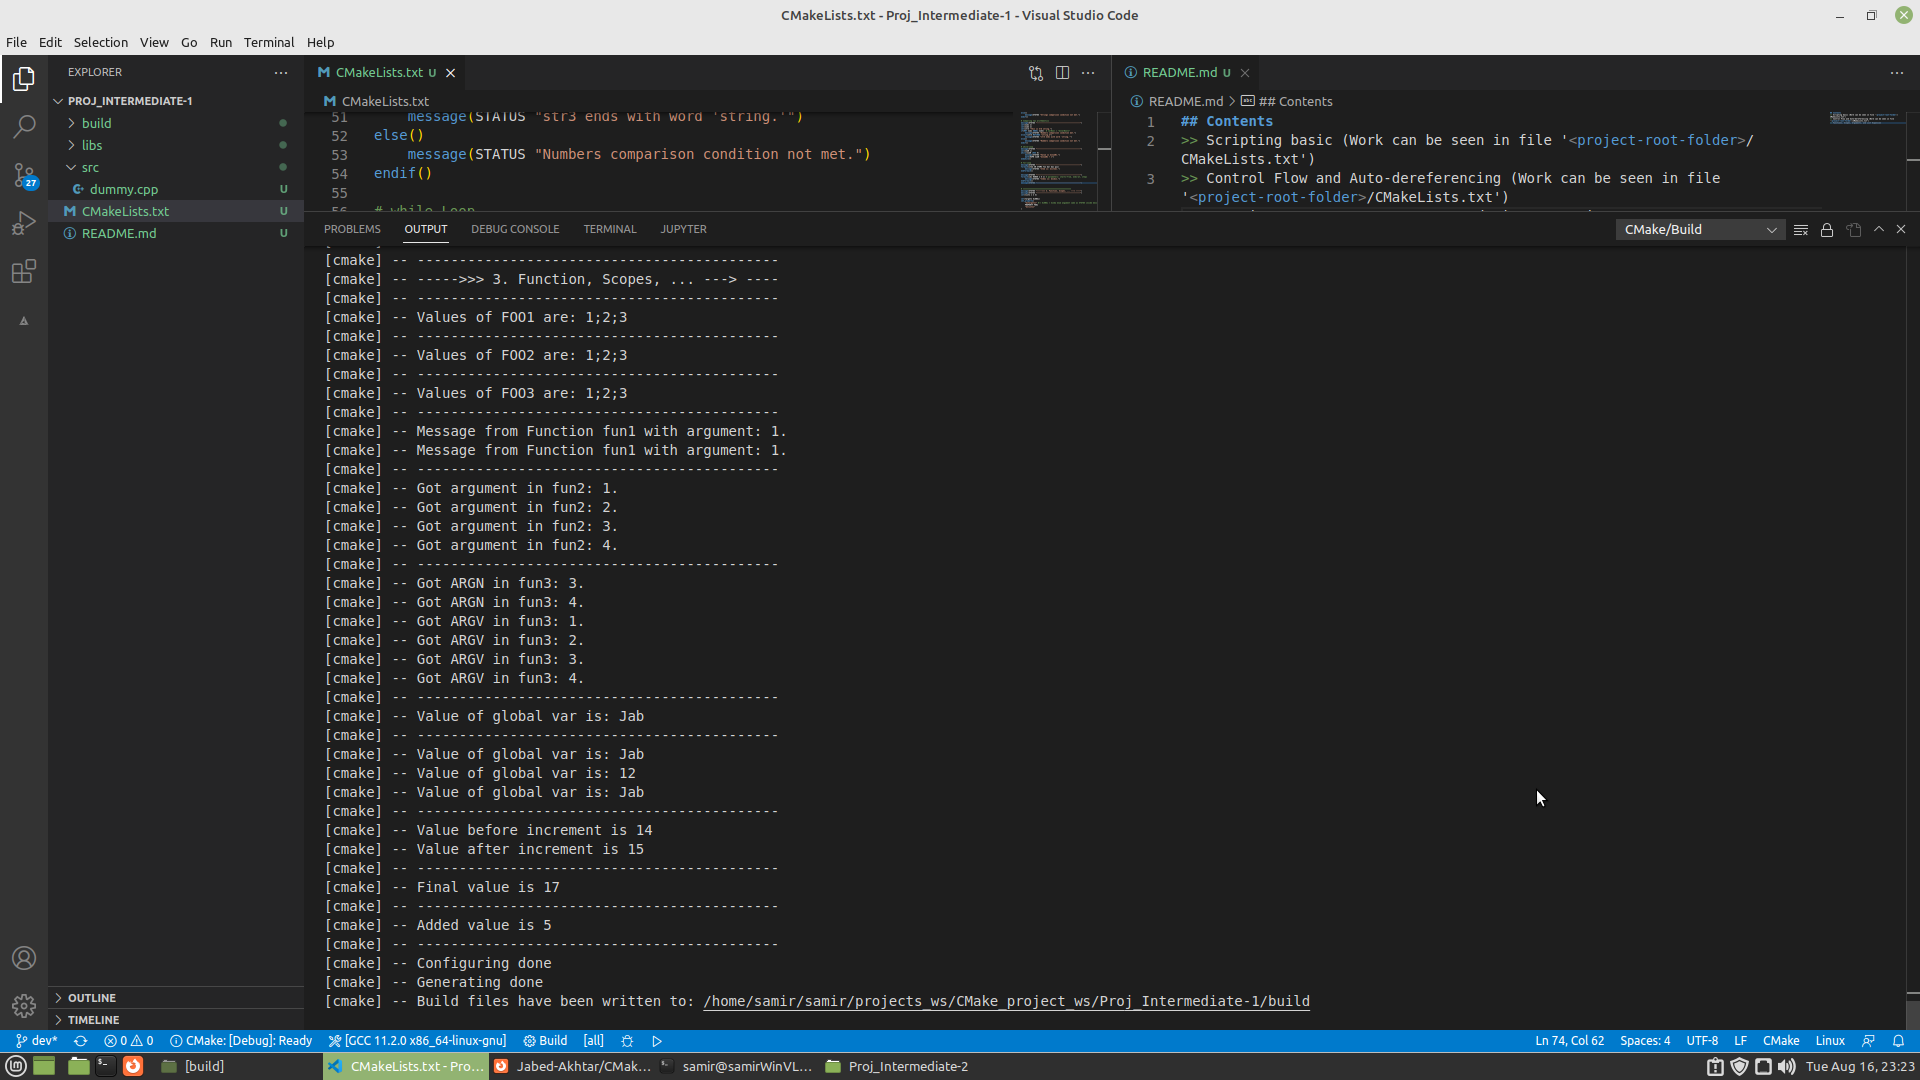 CMakeLists.txt - Proj_Intermediate-1 - Visual Studio Code
File Edit Selection View Go Run Terminal Help
EXPLORER
PROJ_INTERMEDIATE-1
build
libs
src
dummy.cpp U
CMakeLists.txt U
README.md U
OUTLINE
TIMELINE
27
CMakeLists.txt U
CMakeLists.txt
51 message(STATUS "str3 ends with word 'string.'")
52 else()
53 message(STATUS "Numbers comparison condition not met.")
54 endif()
55
56 # while Loop
README.md U
README.md > ## Contents
1 ## Contents
2 >> Scripting basic (Work can be seen in file '<project-root-folder>/
CMakeLists.txt')
3 >> Control Flow and Auto-dereferencing (Work can be seen in file
'<project-root-folder>/CMakeLists.txt')
PROBLEMS OUTPUT DEBUG CONSOLE TERMINAL JUPYTER
CMake/Build
[cmake] -- -------------------------------------------
[cmake] -- ----->>> 3. Function, Scopes, ... ---> ----
[cmake] -- -------------------------------------------
[cmake] -- Values of FOO1 are: 1;2;3
[cmake] -- -------------------------------------------
[cmake] -- Values of FOO2 are: 1;2;3
[cmake] -- -------------------------------------------
[cmake] -- Values of FOO3 are: 1;2;3
[cmake] -- -------------------------------------------
[cmake] -- Message from Function fun1 with argument: 1.
[cmake] -- Message from Function fun1 with argument: 1.
[cmake] -- -------------------------------------------
[cmake] -- Got argument in fun2: 1.
[cmake] -- Got argument in fun2: 2.
[cmake] -- Got argument in fun2: 3.
[cmake] -- Got argument in fun2: 4.
[cmake] -- -------------------------------------------
[cmake] -- Got ARGN in fun3: 3.
[cmake] -- Got ARGN in fun3: 4.
[cmake] -- Got ARGV in fun3: 1.
[cmake] -- Got ARGV in fun3: 2.
[cmake] -- Got ARGV in fun3: 3.
[cmake] -- Got ARGV in fun3: 4.
[cmake] -- -------------------------------------------
[cmake] -- Value of global var is: Jab
[cmake] -- -------------------------------------------
[cmake] -- Value of global var is: Jab
[cmake] -- Value of global var is: 12
[cmake] -- Value of global var is: Jab
[cmake] -- -------------------------------------------
[cmake] -- Value before increment is 14
[cmake] -- Value after increment is 15
[cmake] -- -------------------------------------------
[cmake] -- Final value is 17
[cmake] -- -------------------------------------------
[cmake] -- Added value is 5
[cmake] -- -------------------------------------------
[cmake] -- Configuring done
[cmake] -- Generating done
[cmake] -- Build files have been written to: /home/samir/samir/projects_ws/CMake_project_ws/Proj_Intermediate-1/build
dev* 0 0 CMake: [Debug]: Ready [GCC 11.2.0 x86_64-linux-gnu] Build [all] Ln 74, Col 62 Spaces: 4 UTF-8 LF CMake Linux
[build] CMakeLists.txt - Pro... Jabed-Akhtar/CMak... samir@samirWinVL... Proj_Intermediate-2 Tue Aug 16, 23:23